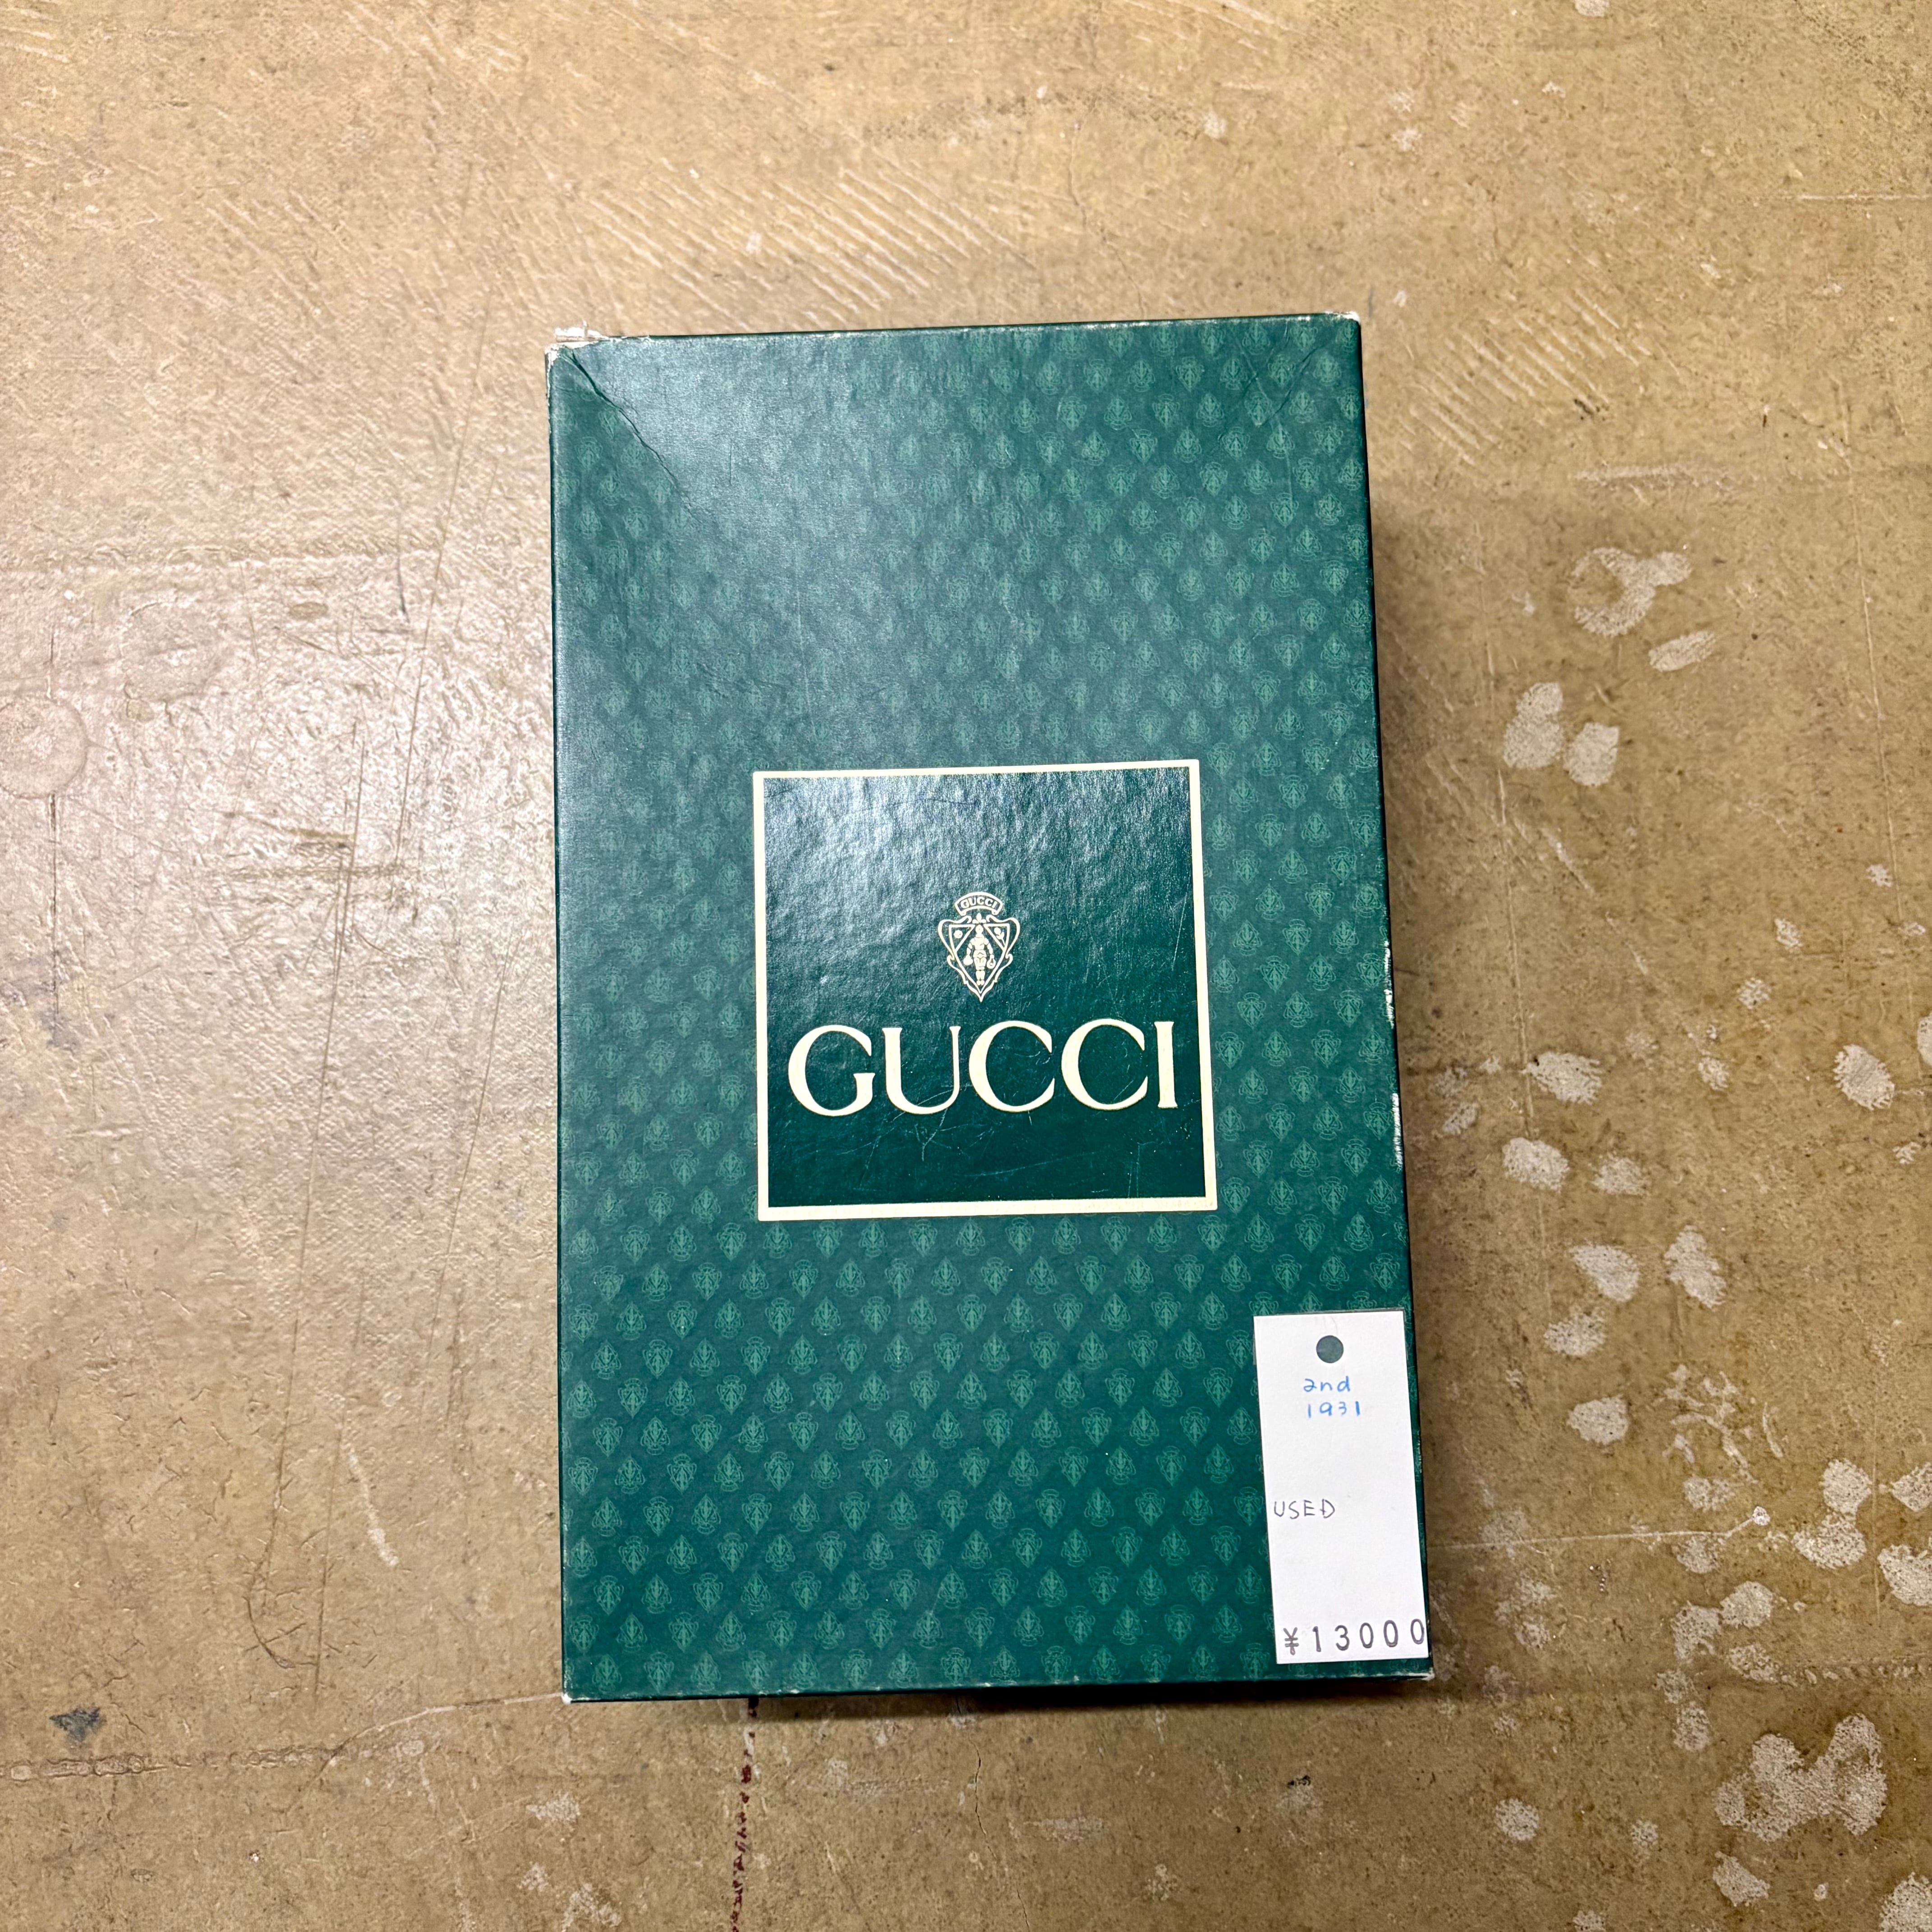 GUCCI
GUCCI
2nd
1931
USED
¥13000